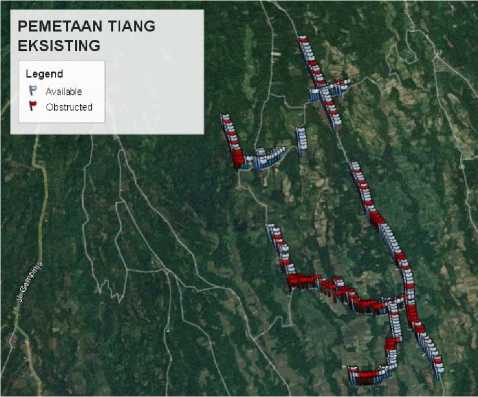 PEMETAAN TIANG
EKSISTING
Legend
Available
Obstructed